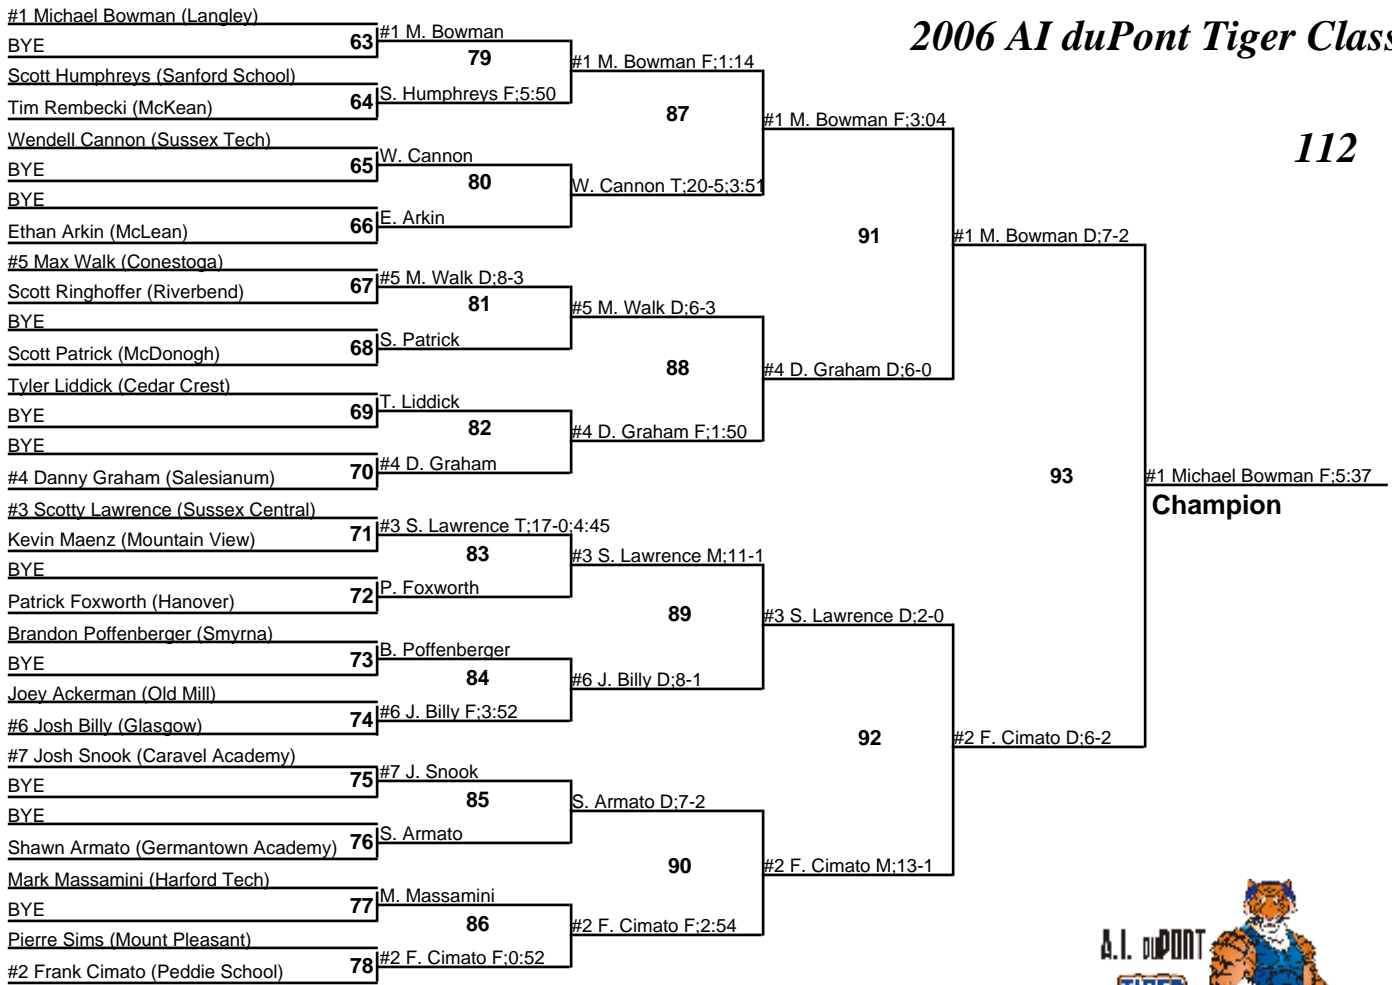 #1 Michael Bowman (Langley)
BYE
Scott Humphreys (Sanford School)
Tim Rembecki (McKean)
Wendell Cannon (Sussex Tech)
BYE
BYE
Ethan Arkin (McLean)
#5 Max Walk (Conestoga)
Scott Ringhoffer (Riverbend)
BYE
Scott Patrick (McDonogh)
Tyler Liddick (Cedar Crest)
BYE
BYE
#4 Danny Graham (Salesianum)
#3 Scotty Lawrence (Sussex Central)
Kevin Maenz (Mountain View)
BYE
Patrick Foxworth (Hanover)
Brandon Poffenberger (Smyrna)
BYE
Joey Ackerman (Old Mill)
#6 Josh Billy (Glasgow)
#7 Josh Snook (Caravel Academy)
BYE
BYE
Shawn Armato (Germantown Academy)
Mark Massamini (Harford Tech)
BYE
Pierre Sims (Mount Pleasant)
#2 Frank Cimato (Peddie School)
63
64
65
66
67
68
69
70
71
72
73
74
75
76
77
78
#1 M. Bowman
79
S. Humphreys F;5:50
W. Cannon
80
E. Arkin
#5 M. Walk D;8-3
81
S. Patrick
T. Liddick
82
#4 D. Graham
#3 S. Lawrence T;17-0;4:45
83
P. Foxworth
B. Poffenberger
84
#6 J. Billy F;3:52
#7 J. Snook
85
S. Armato
M. Massamini
86
#2 F. Cimato F;0:52
#1 M. Bowman F;1:14
87
W. Cannon T;20-5;3:51
#5 M. Walk D;6-3
88
#4 D. Graham F;1:50
#3 S. Lawrence M;11-1
89
#6 J. Billy D;8-1
S. Armato D;7-2
90
#2 F. Cimato F;2:54
#1 M. Bowman F;3:04
91
#4 D. Graham D;6-0
#3 S. Lawrence D;2-0
92
#2 F. Cimato M;13-1
#1 M. Bowman D;7-2
93
#2 F. Cimato D;6-2
#1 Michael Bowman F;5:37
Champion
2006 AI duPont Tiger Class
112
A.I. duPONT
TIGER